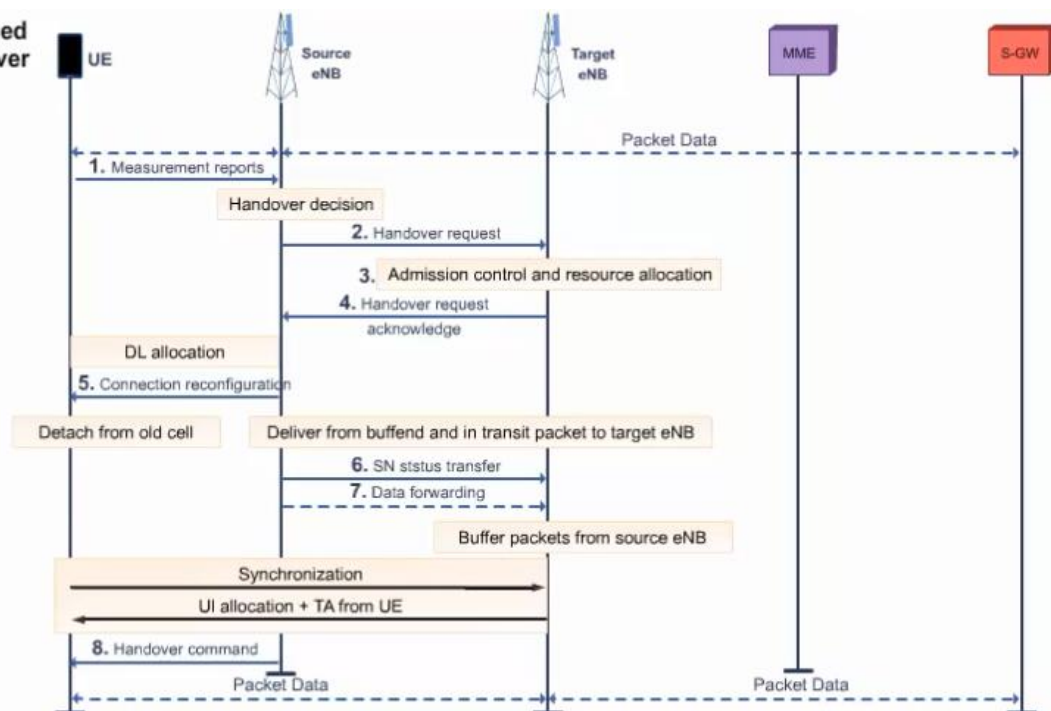 ed
ver
UE
Source
eNB
Target
eNB
MME
S-GW
Packet Data
1. Measurement reports
Handover decision
2. Handover request
3. Admission control and resource allocation
4. Handover request
acknowledge
DL allocation
5. Connection reconfiguration
Detach from old cell
Deliver from buffend and in transit packet to target eNB
6. SN ststus transfer
7. Data forwarding
Buffer packets from source eNB
Synchronization
UI allocation + TA from UE
8. Handover command
Packet Data
Packet Data